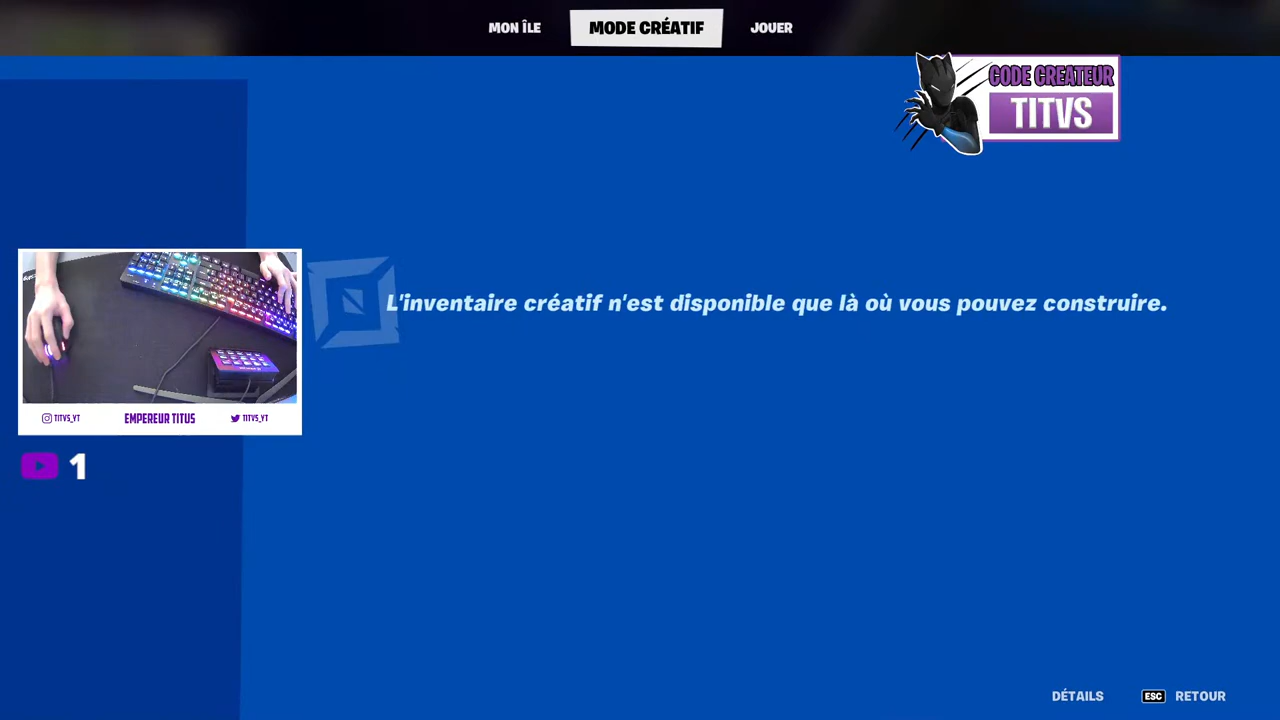 MON ÎLE
MODE CRÉATIF
JOUER
CODE CREATEUR
TITVS
L'inventaire créatif n'est disponible que là où vous pouvez construire.
TITVS_YT
EMPEREUR TITUS
TITVS_YT
1
DÉTAILS
ESC RETOUR